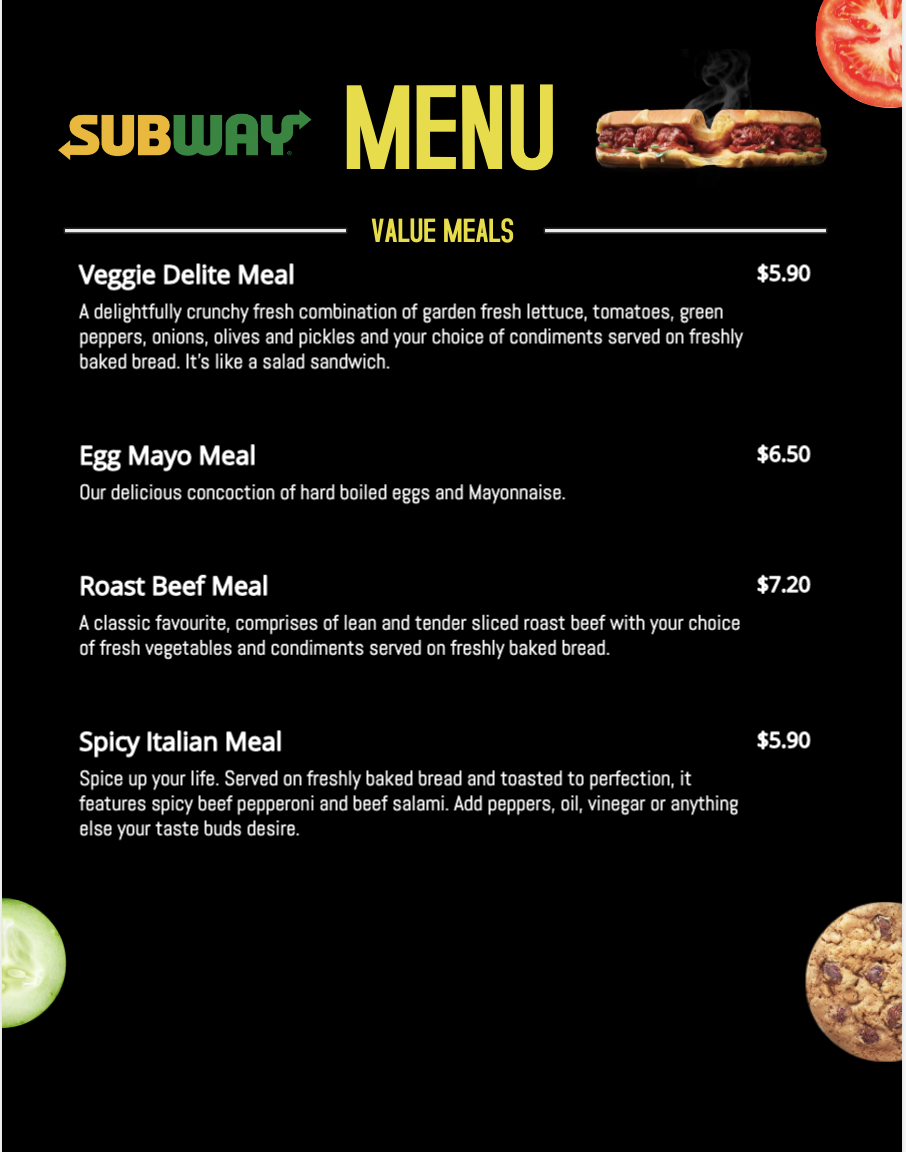 SUBWAY MENU
VALUE MEALS
Veggie Delite Meal $5.90
A delightfully crunchy fresh combination of garden fresh lettuce, tomatoes, green
peppers, onions, olives and pickles and your choice of condiments served on freshly
baked bread. It's like a salad sandwich.
Egg Mayo Meal $6.50
Our delicious concoction of hard boiled eggs and Mayonnaise.
Roast Beef Meal $7.20
A classic favourite, comprises of lean and tender sliced roast beef with your choice
of fresh vegetables and condiments served on freshly baked bread.
Spicy Italian Meal $5.90
Spice up your life. Served on freshly baked bread and toasted to perfection, it
features spicy beef pepperoni and beef salami. Add peppers, oil, vinegar or anything
else your taste buds desire.